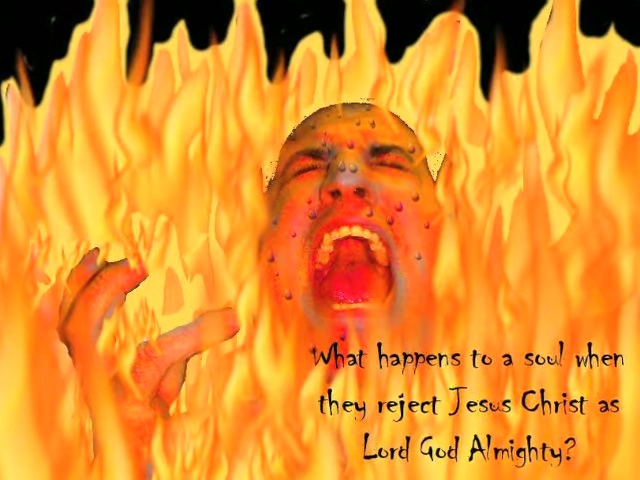 What happens to a soul when
they reject Jesus Christ as
Lord God Almighty?